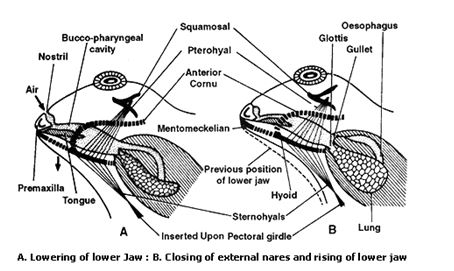 Bucco-pharyngeal
cavity
Nostril
Air
Premaxilla
Tongue
A
Squamosal
Pterohyal
Anterior
Cornu
Mentomeckelian
Previous position
of lower jaw
Sternohyals
Inserted Upon Pectoral girdle
Oesophagus
Glottis
Gullet
Hyoid
Lung
B
A. Lowering of lower Jaw : B. Closing of external nares and rising of lower jaw